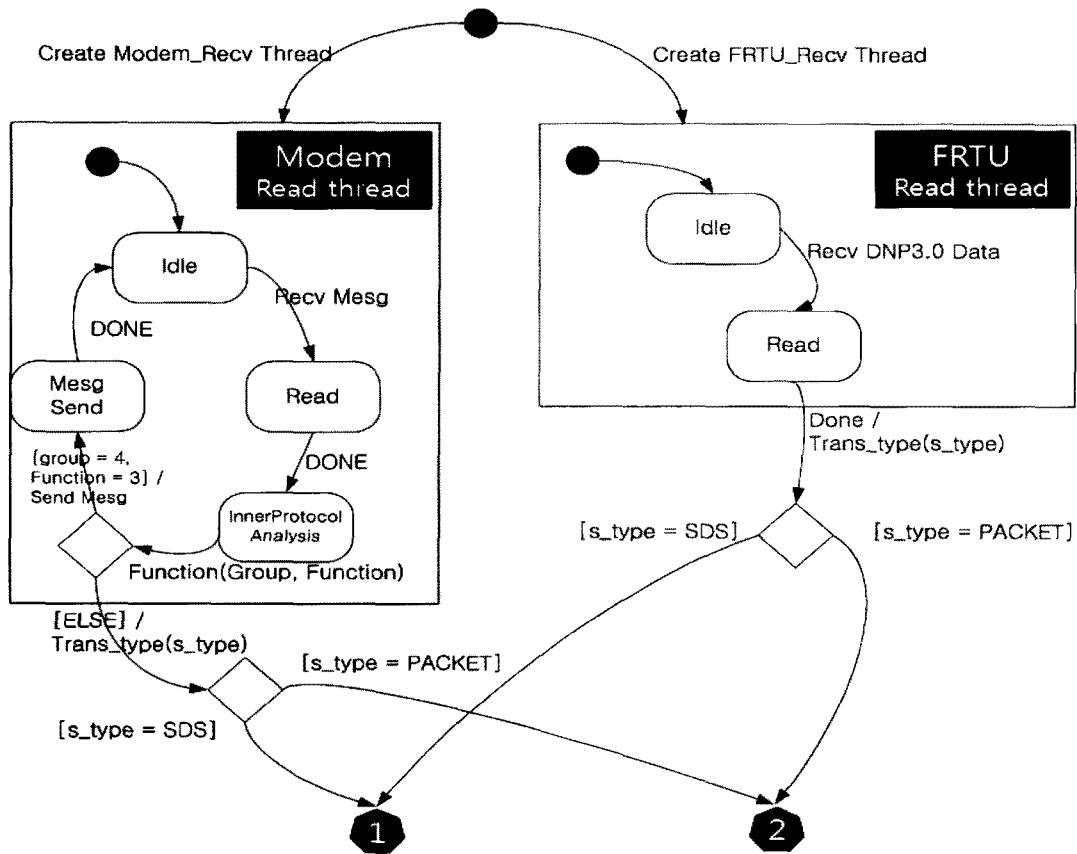 Create Modem_Recv Thread
Create FRTU_Recv Thread
Modem
Read thread
FRTU
Read thread
Idle
Idle
Recv DNP3.0 Data
Recv Mesg
DONE
Read
Mesg
Send
Read
Done /
Trans_type(s_type)
[group = 4,
Function = 3] /
Send Mesg
DONE
InnerProtocol
Analysis
[s_type = SDS]
[s_type = PACKET]
Function(Group, Function)
[ELSE] /
Trans_type(s_type)
[s_type = PACKET]
[s_type = SDS]
1
2